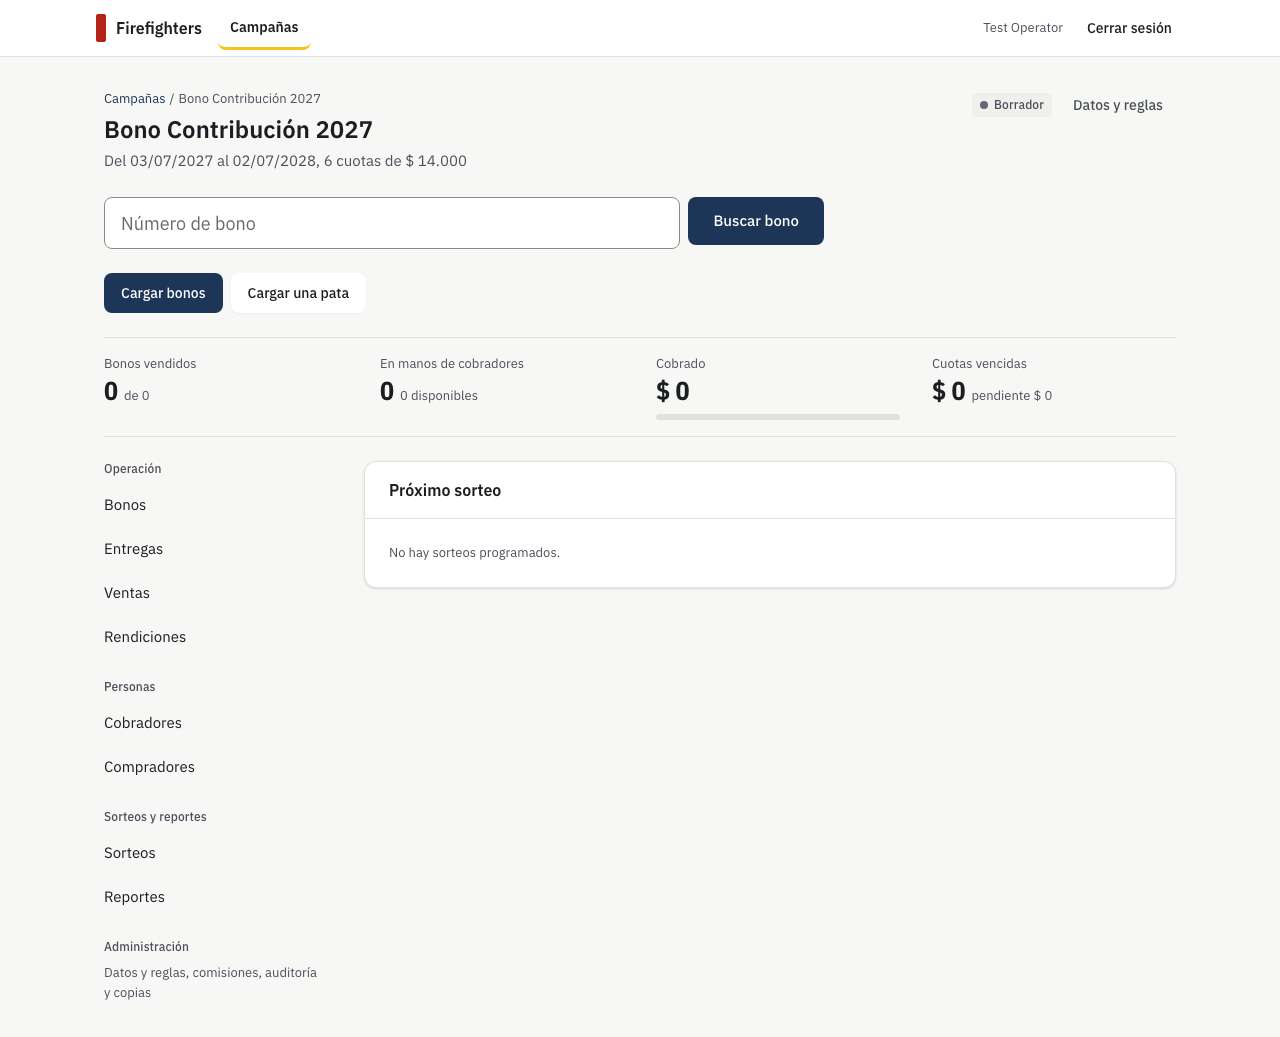 Firefighters
Campañas
Test Operator
Cerrar sesión
Campañas / Bono Contribución 2027
Borrador
Datos y reglas
Bono Contribución 2027
Del 03/07/2027 al 02/07/2028, 6 cuotas de $ 14.000
Número de bono
Buscar bono
Cargar bonos
Cargar una pata
Bonos vendidos
0 de 0
En manos de cobradores
0 0 disponibles
Cobrado
$ 0
Cuotas vencidas
$ 0 pendiente $ 0
Operación
Bonos
Entregas
Ventas
Rendiciones
Personas
Cobradores
Compradores
Sorteos y reportes
Sorteos
Reportes
Administración
Datos y reglas, comisiones, auditoría
y copias
Próximo sorteo
No hay sorteos programados.